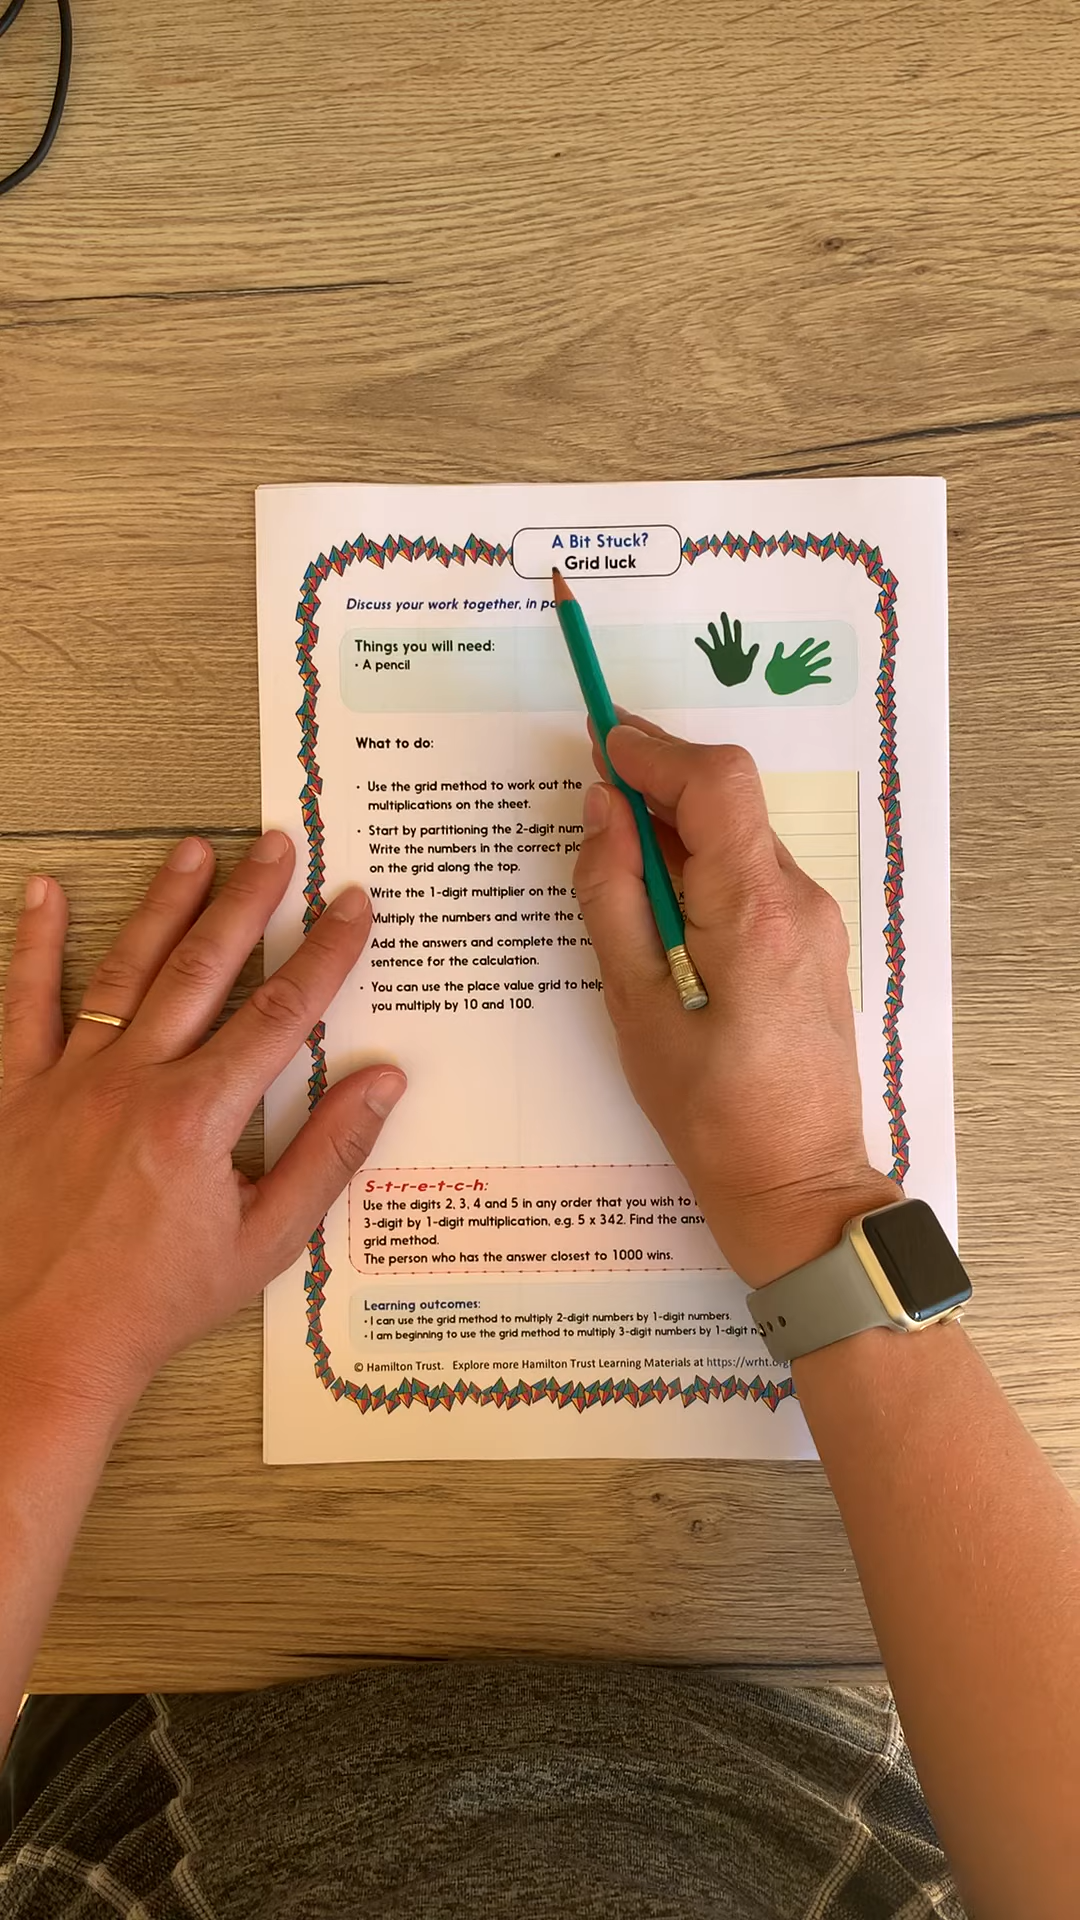 A Bit Stuck?
Grid luck
Discuss your work together, in
Things you will need:
• A pencil
What to do:
• Use the grid method to work out the
multiplications on the sheet.
• Start by partitioning the 2-digit
Write the numbers in the correct
on the grid along the top.
Write the 1-digit multiplier on the
Multiply the numbers and write the
Add the answers and complete the
sentence for the calculation.
• You can use the place value grid to help
you multiply by 10 and 100.
S-t-r-e-t-c-h:
Use the digits 2, 3, 4 and 5 in any order that you wish to
3-digit by 1-digit multiplication, e.g. 5 x 342. Find the
grid method.
The person who has the answer closest to 1000 wins.
Learning outcomes:
• I can use the grid method to multiply 2-digit numbers by 1-digit numbers.
• I am beginning to use the grid method to multiply 3-digit numbers by 1-digit
© Hamilton Trust. Explore more Hamilton Trust Learning Materials at https://wrht.org